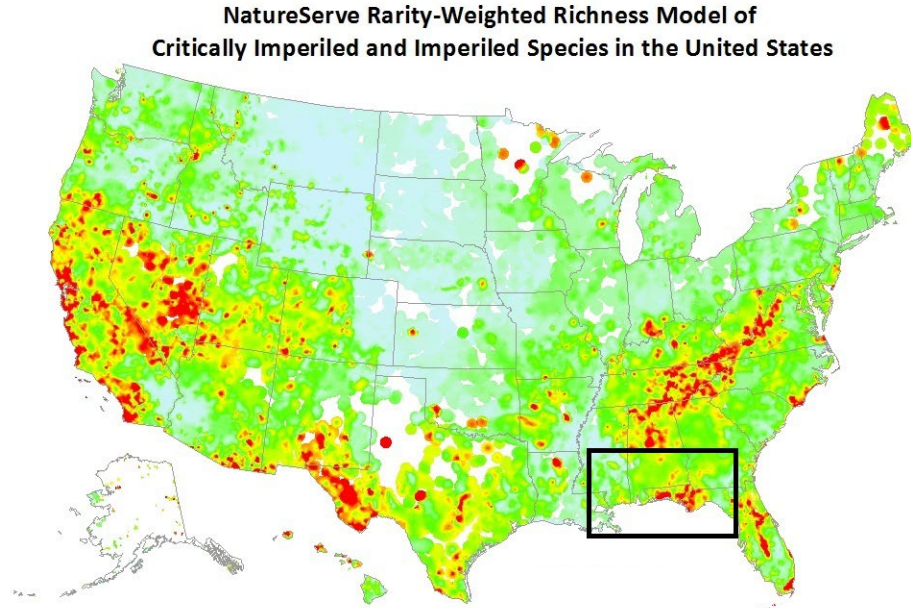 NatureServe Rarity-Weighted Richness Model of
Critically Imperiled and Imperiled Species in the United States